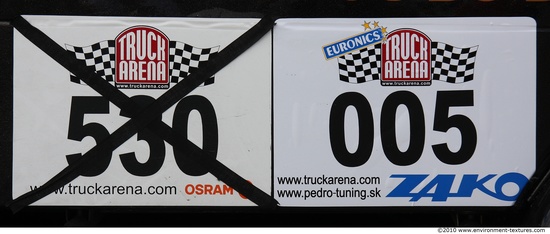 TRUCK
ARENA
www.truckarena.com
530
www.truckarena.com OSRAM
EURONICS
TRUCK
ARENA
www.truckarena.com
005
www.truckarena.com
www.pedro-tuning.sk
ZAKO
©2010 www.environment-textures.com